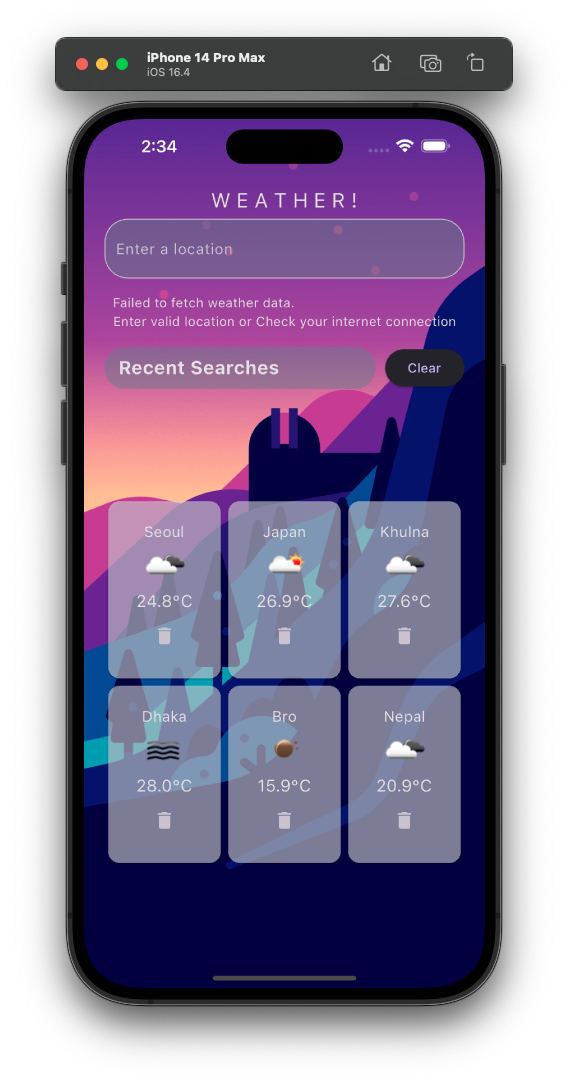 iPhone 14 Pro Max
iOS 16.4
2:34
WEATHER!
Enter a location
Failed to fetch weather data.
Enter valid location or Check your internet connection
Recent Searches
Clear
Seoul
Japan
Khulna
24.8°C
26.9°C
27.6°C
Dhaka
Bro
Nepal
28.0°C
15.9°C
20.9°C